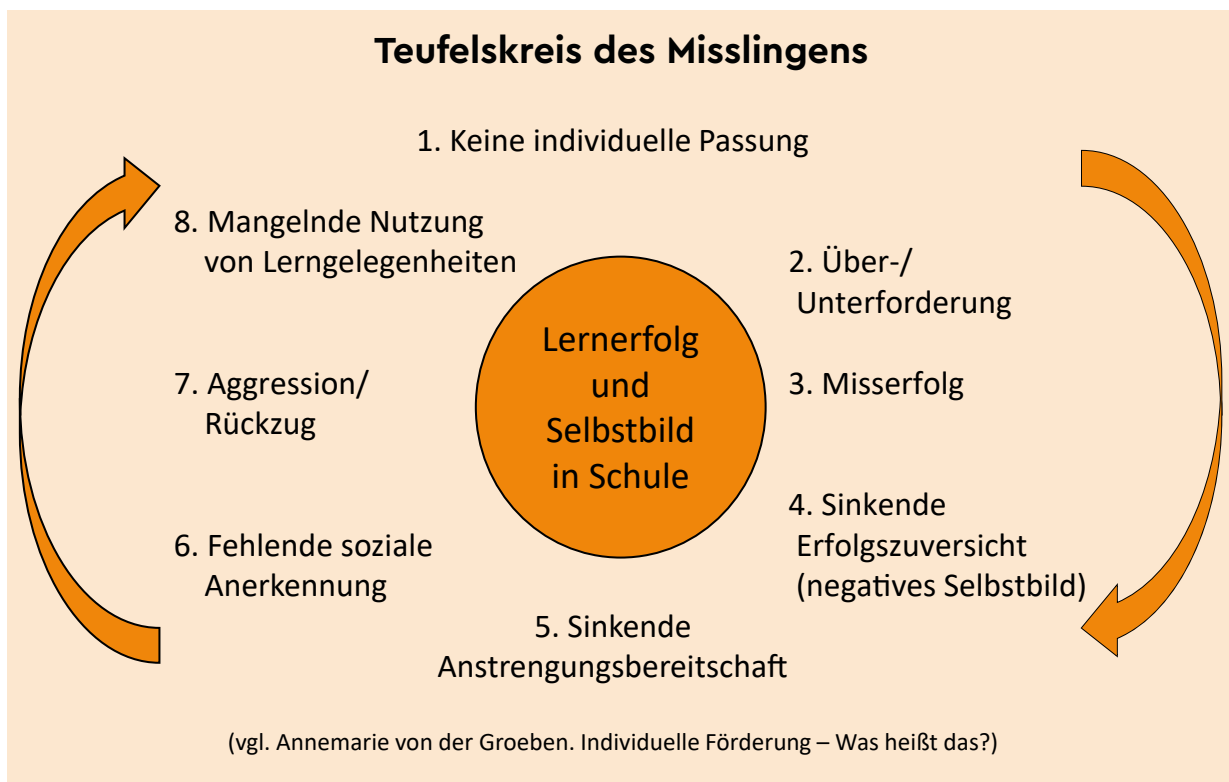 Teufelskreis des Misslingens
1. Keine individuelle Passung
2. Über-/
Unterforderung
3. Misserfolg
4. Sinkende
Erfolgszuversicht
(negatives Selbstbild)
5. Sinkende
Anstrengungsbereitschaft
6. Fehlende soziale
Anerkennung
7. Aggression/
Rückzug
8. Mangelnde Nutzung
von Lerngelegenheiten
Lernerfolg
und
Selbstbild
in Schule
(vgl. Annemarie von der Groeben. Individuelle Förderung – Was heißt das?)